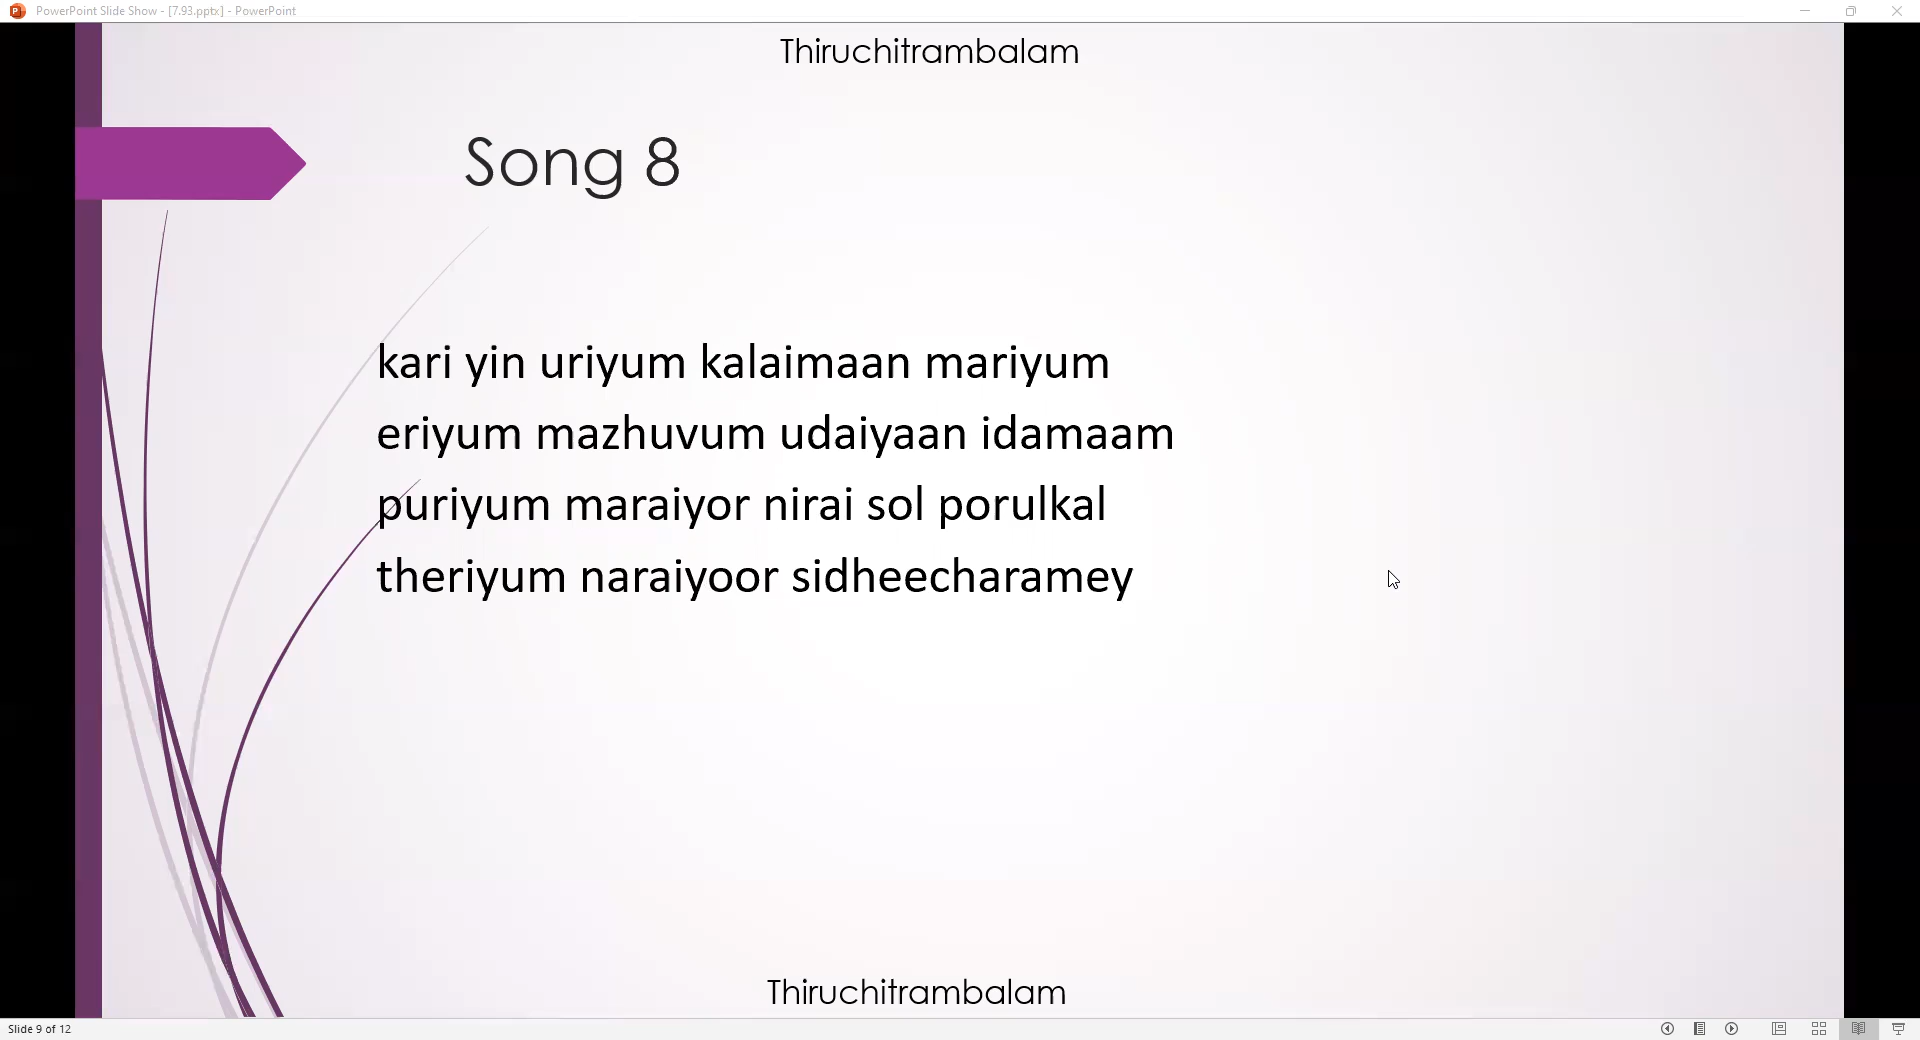 PowerPoint Slide Show - [7.93.pptx] - PowerPoint
Thiruchitrambalam
Song 8
kari yin uriyum kalaimaan mariyum
eriyum mazhuvum udaiyaan idamaam
puriyum maraiyor nirai sol porulkal
theriyum naraiyoor sidheecharamey
Thiruchitrambalam
Slide 9 of 12